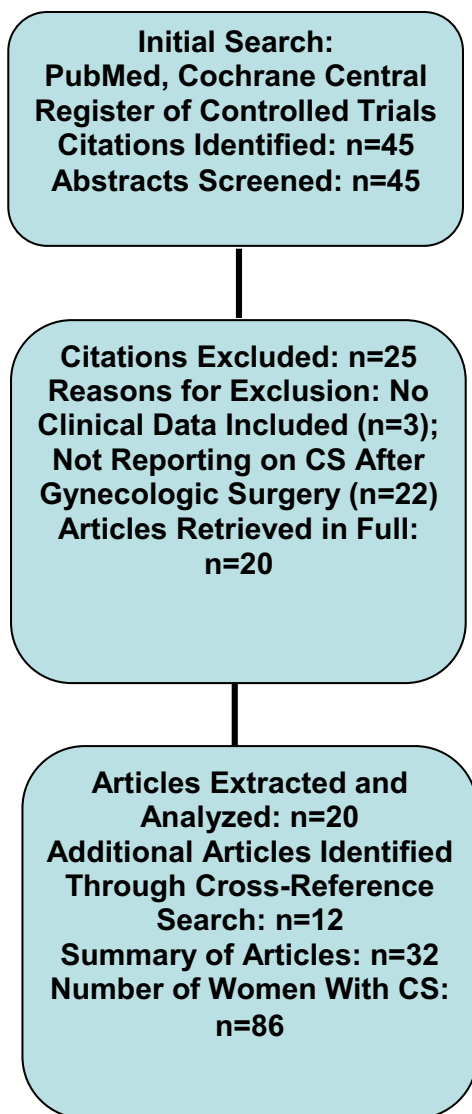 Initial Search:
PubMed, Cochrane Central
Register of Controlled Trials
Citations Identified: n=45
Abstracts Screened: n=45
Citations Excluded: n=25
Reasons for Exclusion: No
Clinical Data Included (n=3);
Not Reporting on CS After
Gynecologic Surgery (n=22)
Articles Retrieved in Full:
n=20
Articles Extracted and
Analyzed: n=20
Additional Articles Identified
Through Cross-Reference
Search: n=12
Summary of Articles: n=32
Number of Women With CS:
n=86